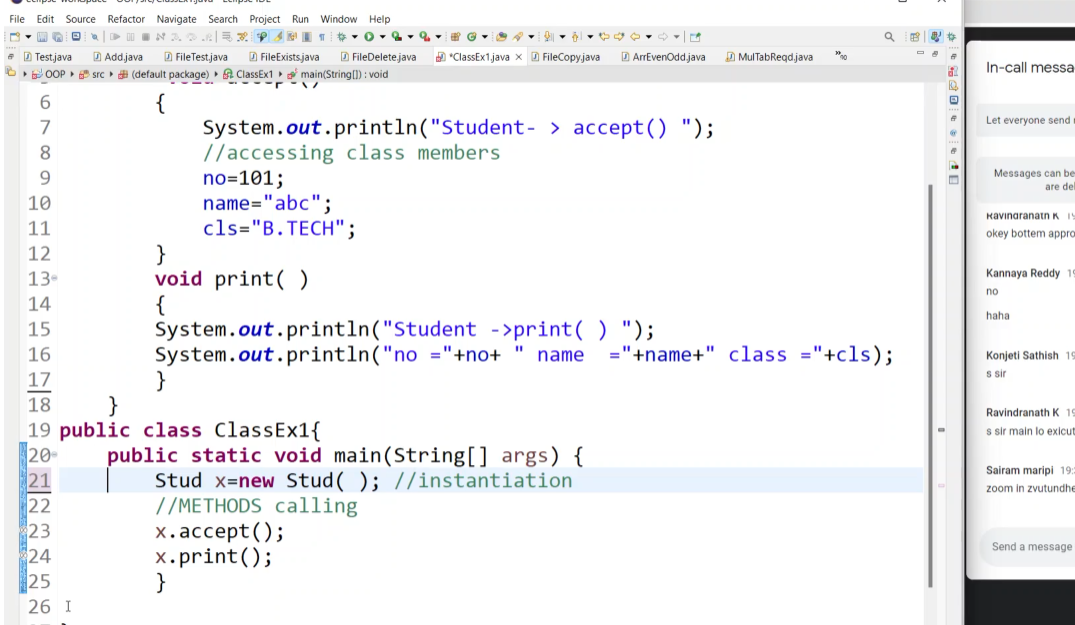 File Edit Source Refactor Navigate Search Project Run Window Help
Test.java Add.java FileTest.java FileExists.java FileDelete.java *ClassEx1.java FileCopy.java ArrEvenOdd.java MulTabReqd.java
OOP src (default package) ClassEx1 main(String[]) : void
6 {
7 System.out.println("Student- > accept() ");
8 //accessing class members
9 no=101;
10 name="abc";
11 cls="B.TECH";
12 }
13 void print( )
14 {
15 System.out.println("Student ->print( ) ");
16 System.out.println("no ="+no+ " name  ="+name+" class ="+cls);
17 }
18 }
19 public class ClassEx1{
20 public static void main(String[] args) {
21 Stud x=new Stud( ); //instantiation
22 //METHODS calling
23 x.accept();
24 x.print();
25 }
26
In-call messa
Let everyone send
Messages can be
are de
Ravindranath K
okey bottem appro
Kannaya Reddy 19
no
haha
Konjeti Sathish 19
s sir
Ravindranath K 19
s sir main lo exicut
Sairam maripi 19:
zoom in zvutundhe
Send a message